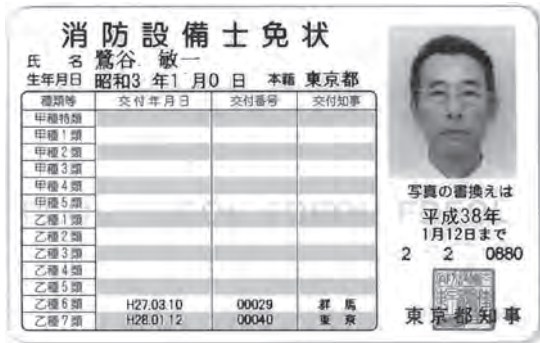 消防設備士免状
氏名 鷺谷 敏一
生年月日 昭和3 年1 月0 日 本籍 東京都
種類等 交付年月日 交付番号 交付知事
甲種特類
甲種1類
甲種2類
甲種3類
甲種4類
甲種5類
乙種1類
乙種2類
乙種3類
乙種4類
乙種5類
乙種6類 H27.03.10 00029 群馬
乙種7類 H28.01.12 00040 東京
写真の書換えは
平成38年
1月12日まで
2 2 0880
東京都知事